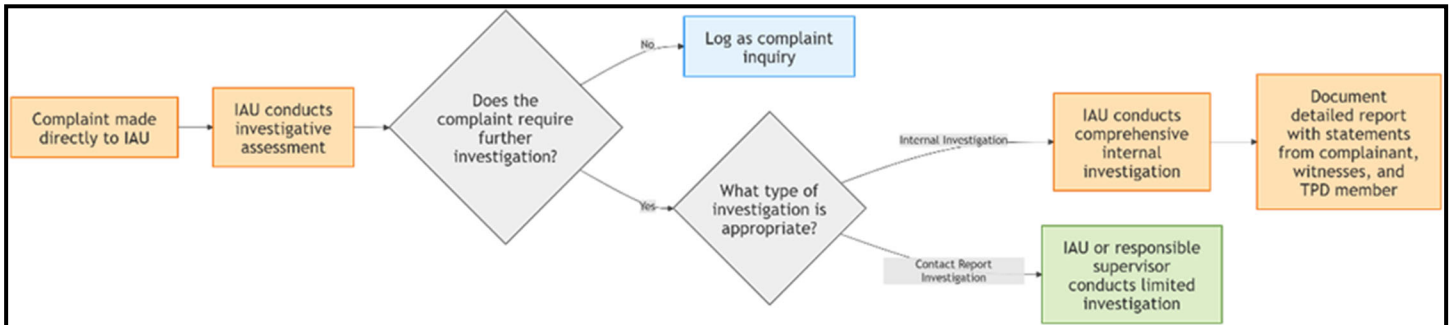 Complaint made
directly to IAU
IAU conducts
investigative
assessment
Does the
complaint require
further
investigation?
No
Log as complaint
inquiry
Yes
What type of
investigation is
appropriate?
Internal Investigation
IAU conducts
comprehensive
internal
investigation
Document
detailed report
with statements
from complainant,
witnesses, and
TPD member
Contact Report
Investigation
IAU or responsible
supervisor
conducts limited
investigation